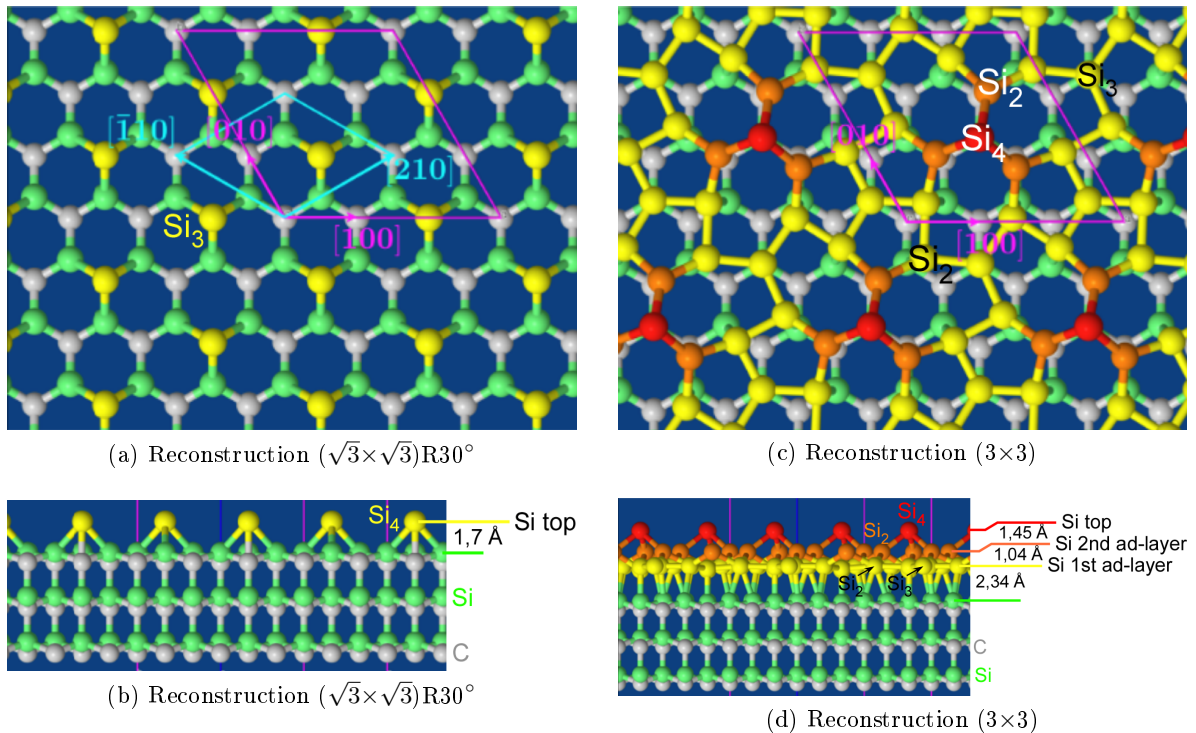 [1̄10]
[010]
[210]
Si₃
[100]
(a) Reconstruction (√3×√3)R30°
Si₂
Si₃
[010]
Si₄
Si₂
[100]
(c) Reconstruction (3×3)
Si₄
Si top
1,7 Å
Si
C
(b) Reconstruction (√3×√3)R30°
Si₄
Si top
Si₂
1,45 Å
Si 2nd ad-layer
1,04 Å
Si 1st ad-layer
Si₂
Si₃
2,34 Å
C
Si
(d) Reconstruction (3×3)